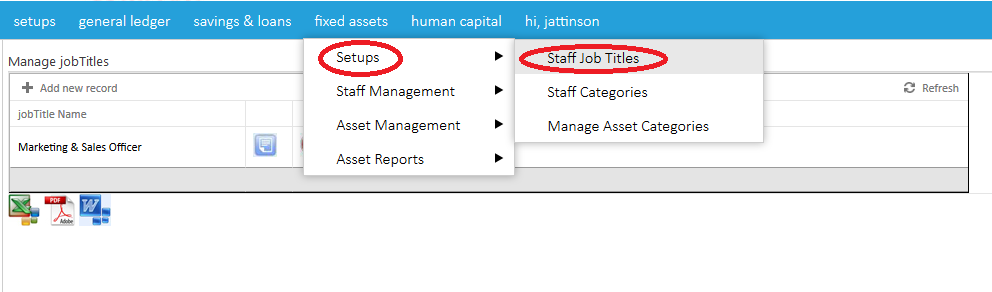 setups general ledger savings & loans fixed assets human capital hi, jattinson
Manage jobTitles
Setups
Staff Job Titles
Add new record
Refresh
Staff Management
Staff Categories
jobTitle Name
Asset Management
Manage Asset Categories
Marketing & Sales Officer
Asset Reports
PDF
Adobe